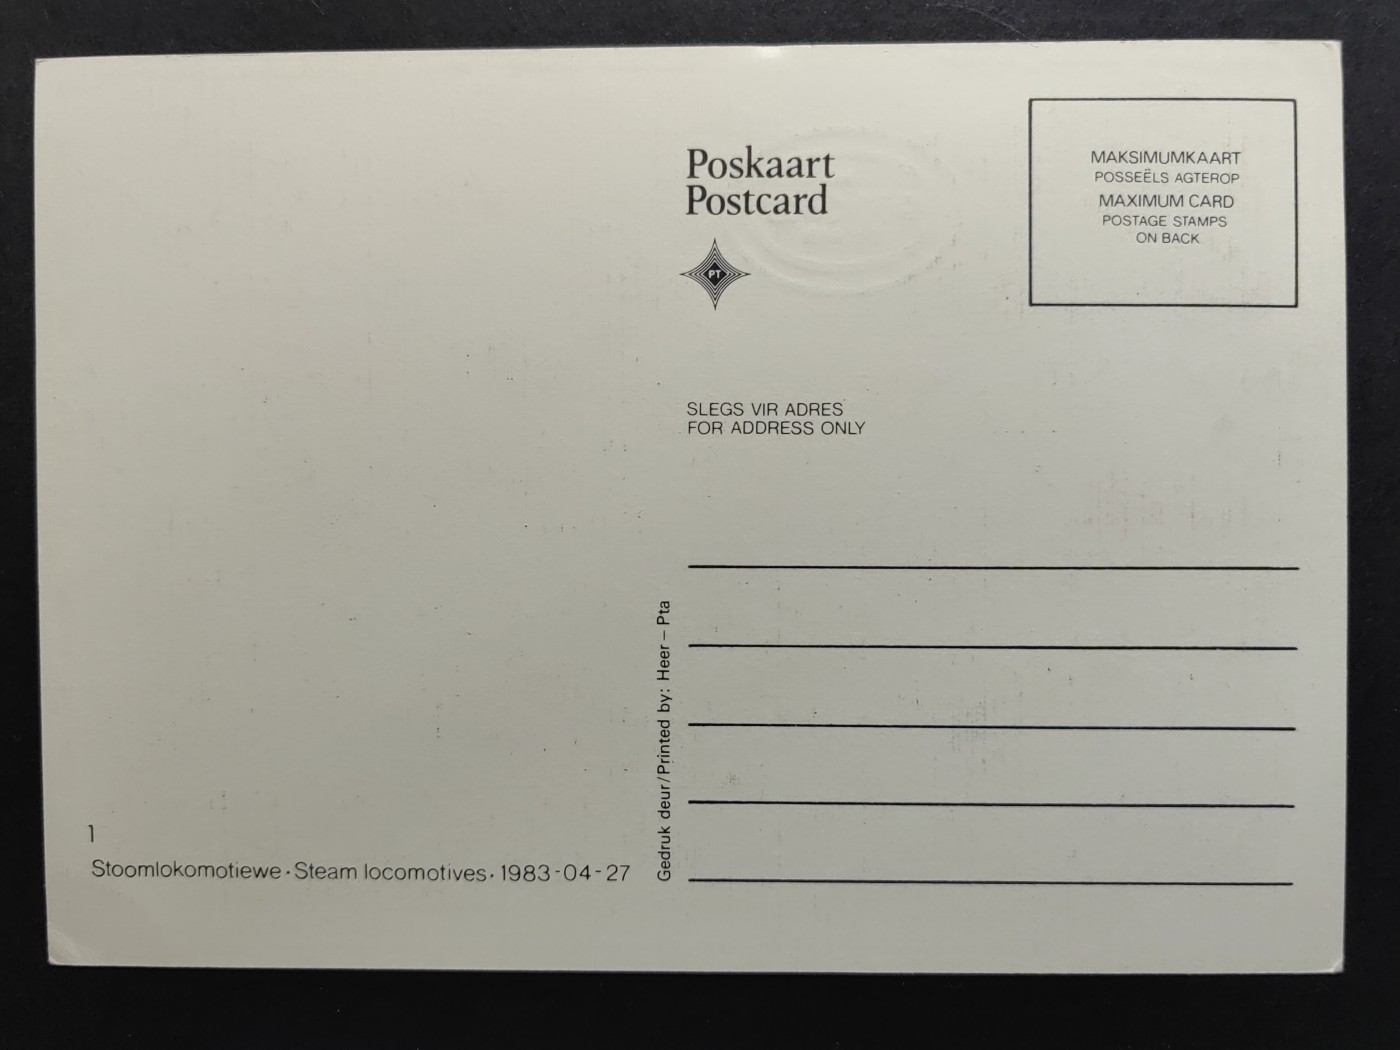 Poskaart
Postcard
PT
MAKSIMUMKAART
POSSEËLS AGTEROP
MAXIMUM CARD
POSTAGE STAMPS
ON BACK
SLEGS VIR ADRES
FOR ADDRESS ONLY
Gedruk deur/Printed by: Heer – Pta
1
Stoomlokomotiewe · Steam locomotives · 1983-04-27